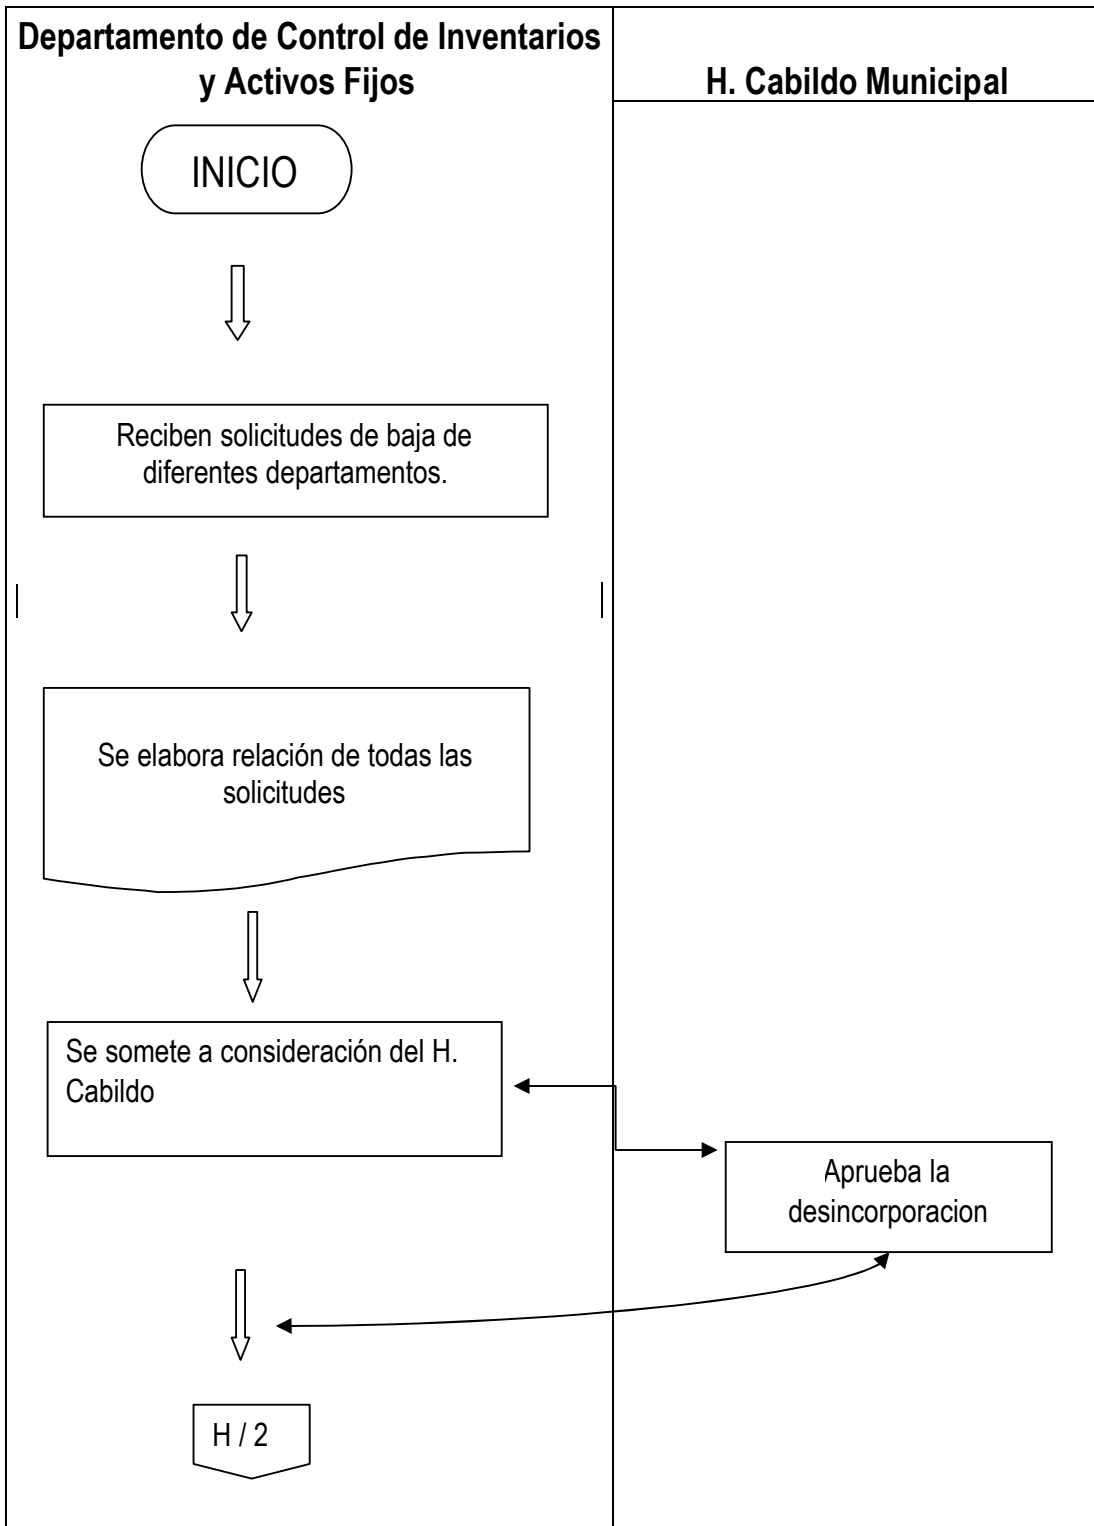 Departamento de Control de Inventarios
y Activos Fijos
H. Cabildo Municipal
INICIO
Reciben solicitudes de baja de
diferentes departamentos.
Se elabora relación de todas las
solicitudes
Se somete a consideración del H.
Cabildo
Aprueba la
desincorporacion
H / 2